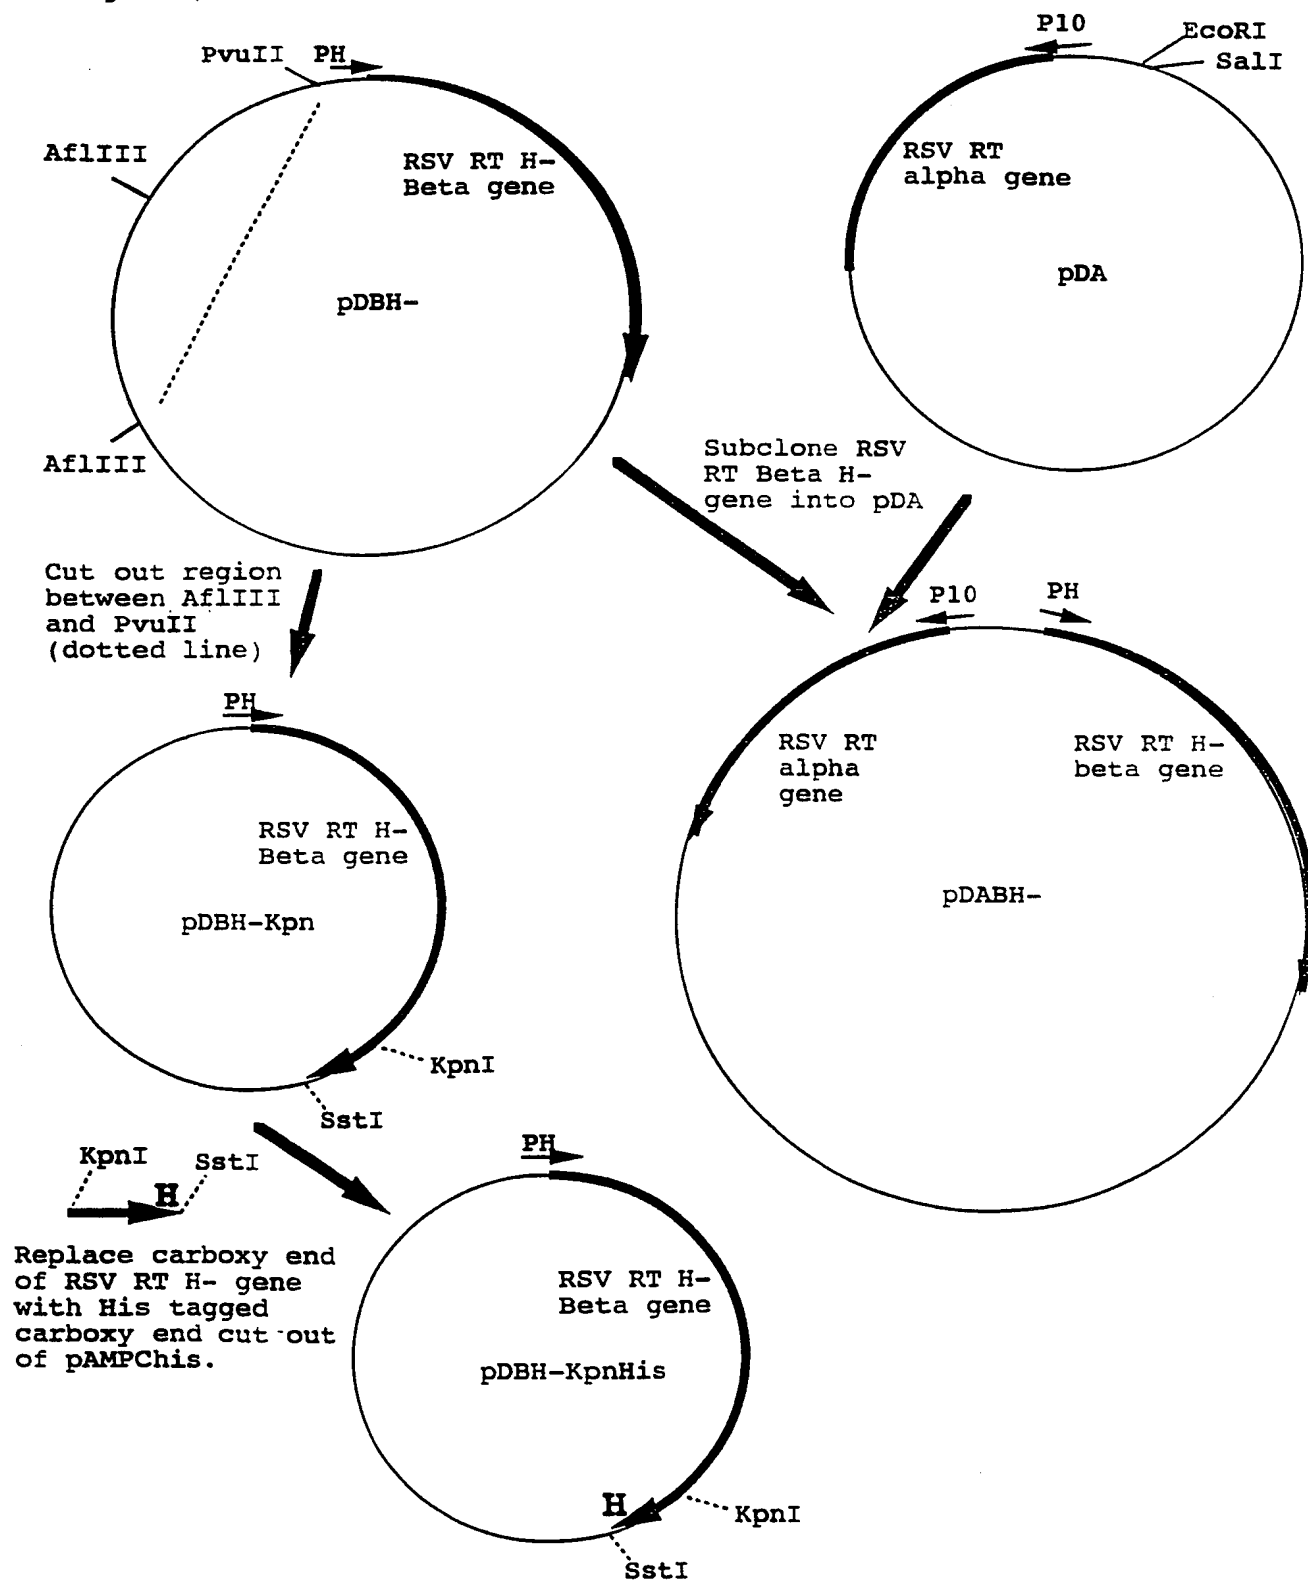 PvuII
PH
AflIII
RSV RT H-
Beta gene
pDBH-
AflIII
P10
EcoRI
SalI
RSV RT
alpha gene
pDA
Subclone RSV
RT Beta H-
gene into pDA
Cut out region
between AflIII
and PvuII
(dotted line)
PH
RSV RT H-
Beta gene
pDBH-Kpn
KpnI
SstI
P10
PH
RSV RT
alpha
gene
RSV RT H-
beta gene
pDABH-
KpnI
SstI
H
Replace carboxy end
of RSV RT H- gene
with His tagged
carboxy end cut out
of pAMPChis.
PH
RSV RT H-
Beta gene
pDBH-KpnHis
H
KpnI
SstI